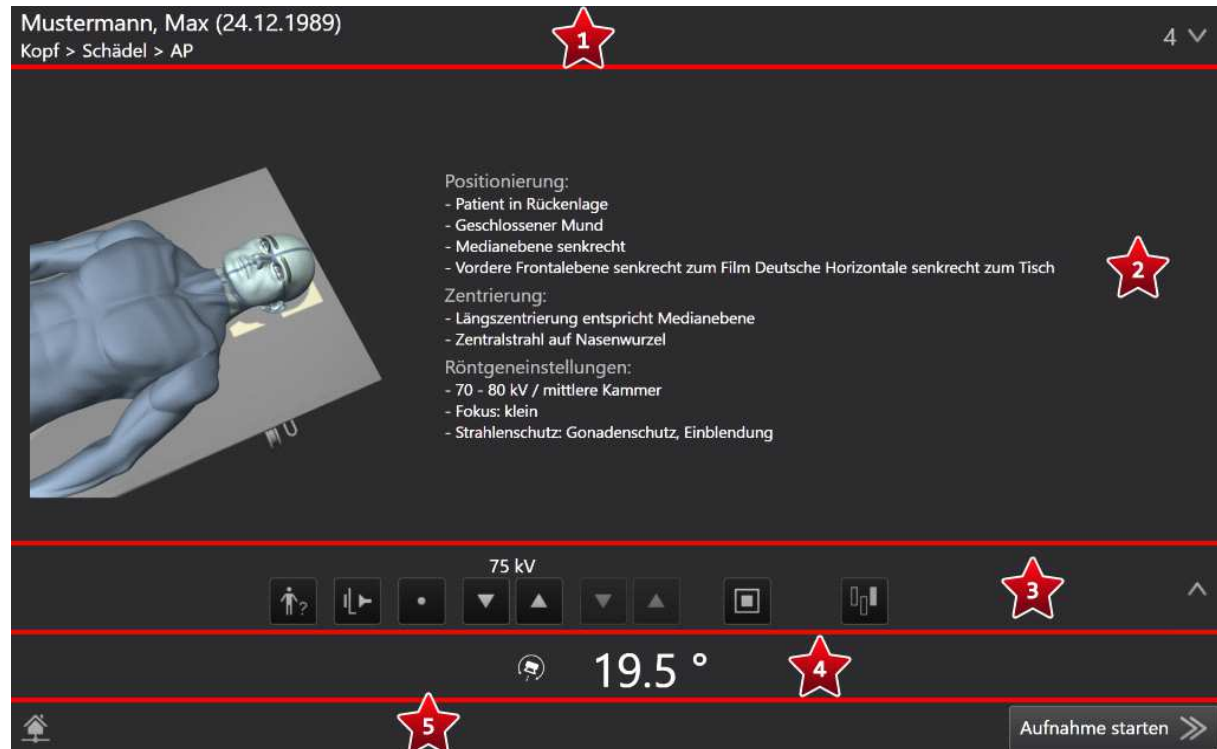 Mustermann, Max (24.12.1989)
Kopf > Schädel > AP
1
4
Positionierung:
- Patient in Rückenlage
- Geschlossener Mund
- Medianebene senkrecht
- Vordere Frontalebene senkrecht zum Film Deutsche Horizontale senkrecht zum Tisch
2
Zentrierung:
- Längszentrierung entspricht Medianebene
- Zentralstrahl auf Nasenwurzel
Röntgeneinstellungen:
- 70 - 80 kV / mittlere Kammer
- Fokus: klein
- Strahlenschutz: Gonadenschutz, Einblendung
75 kV
?
3
19.5 °
4
5
Aufnahme starten